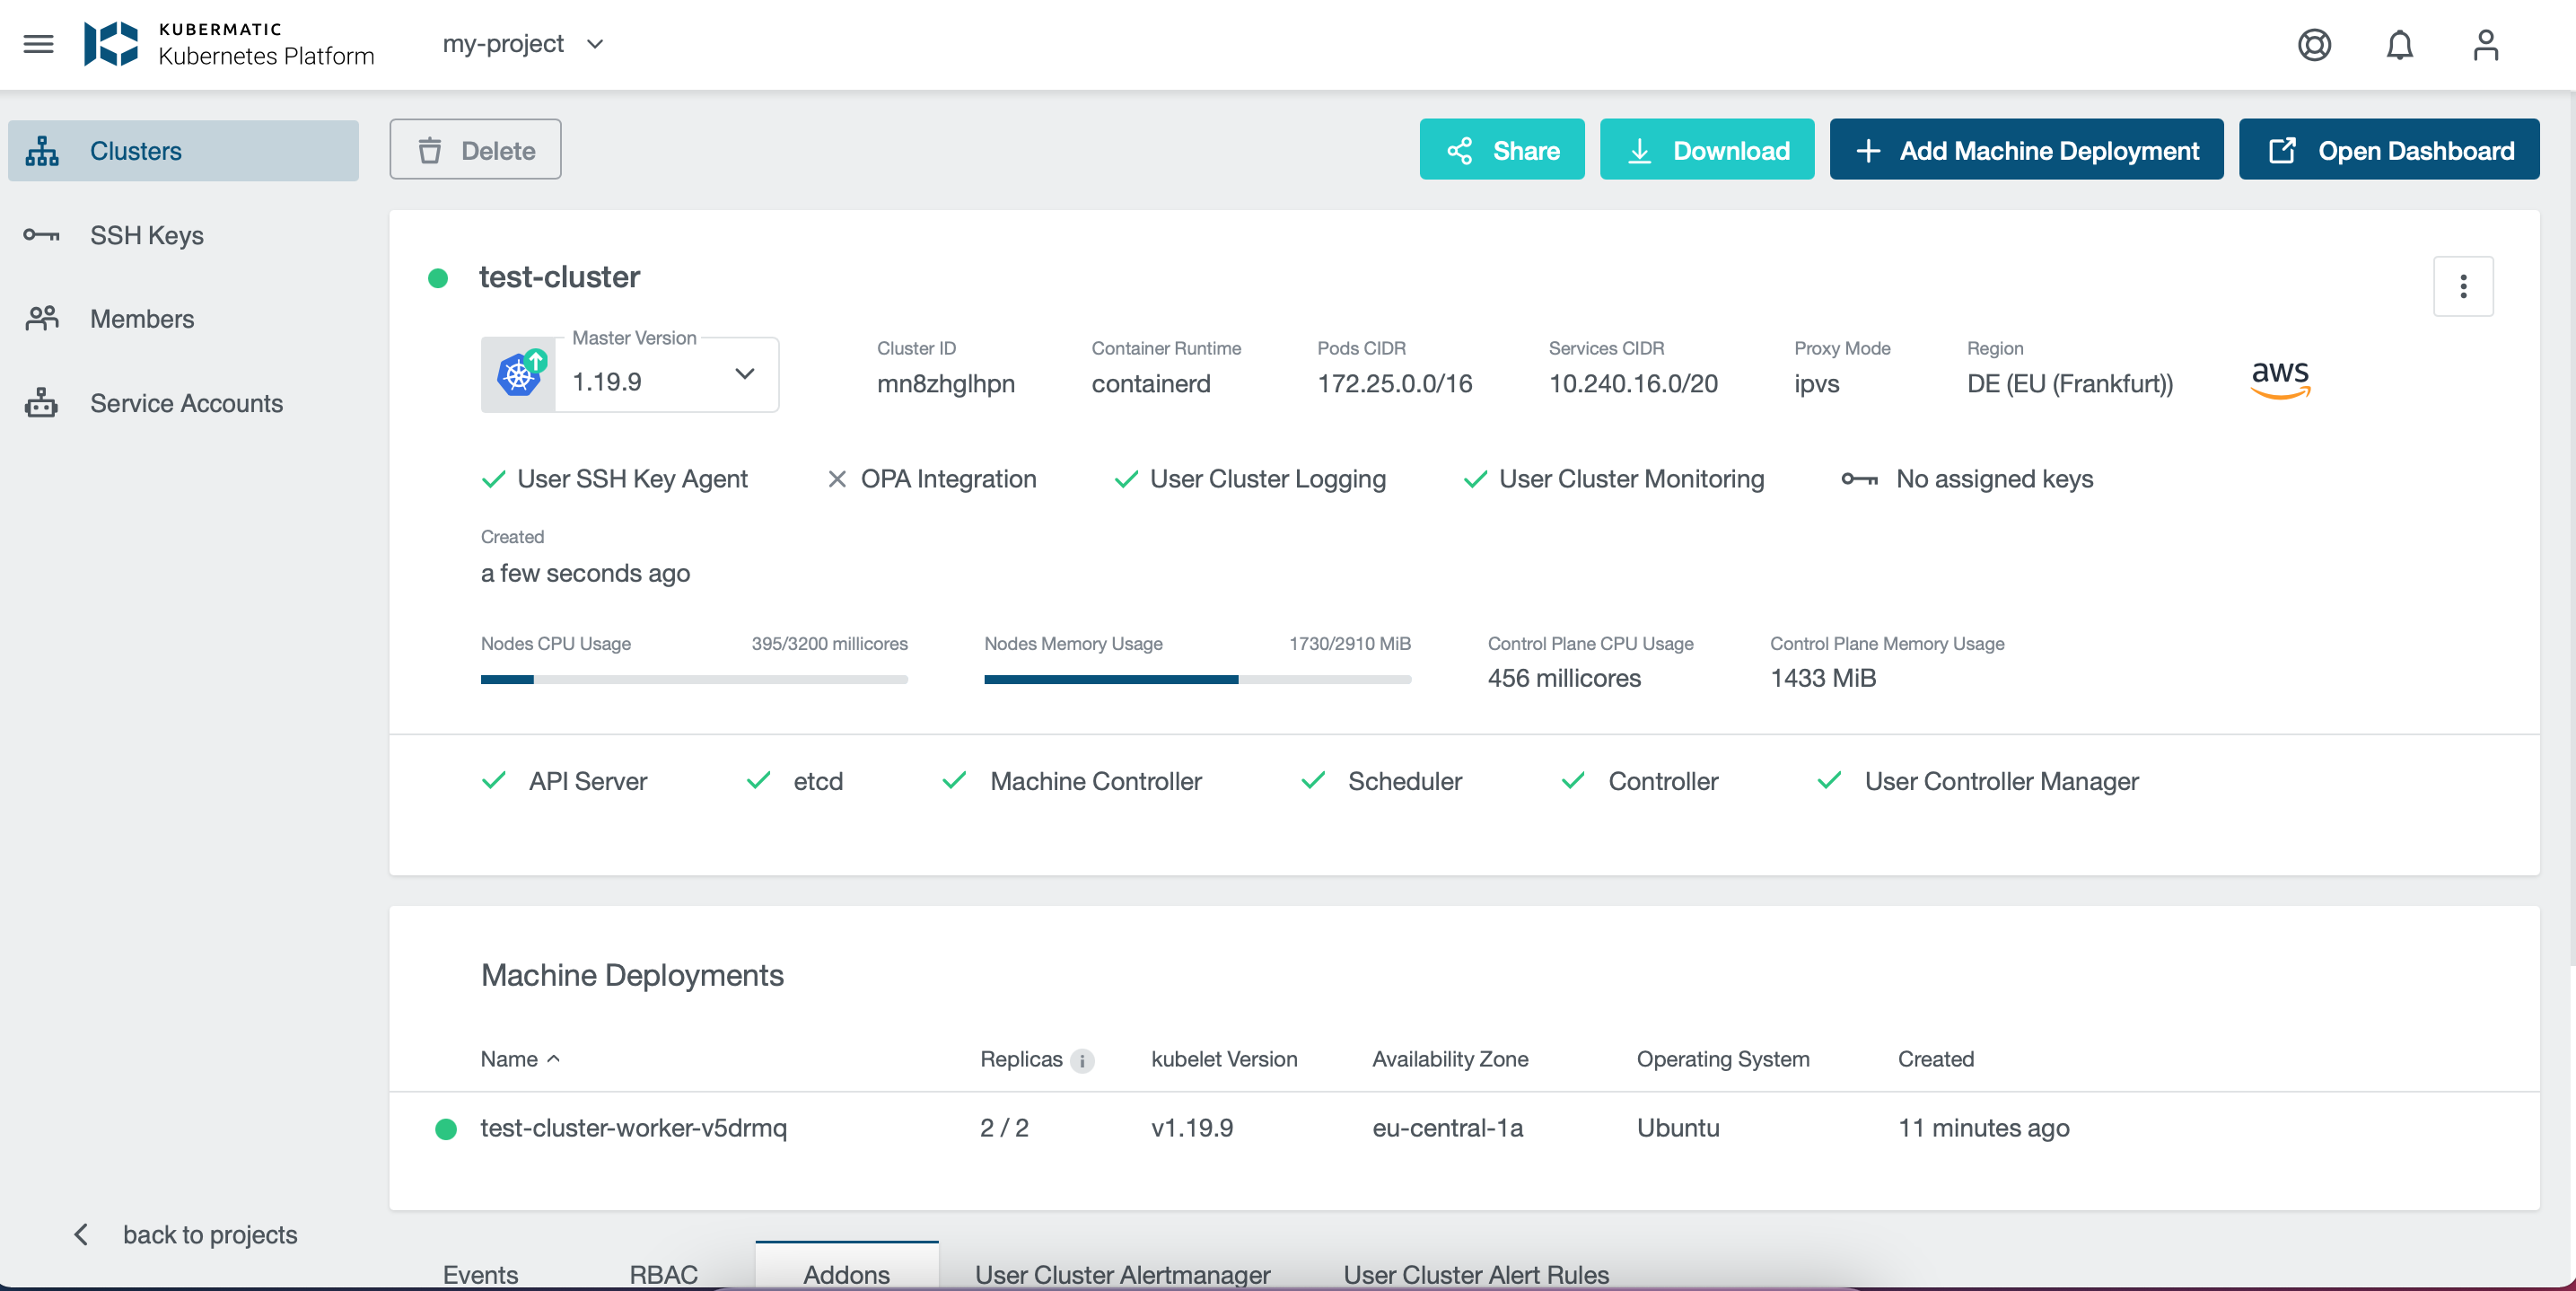 KUBERMATIC
Kubernetes Platform
my-project
Clusters
SSH Keys
Members
Service Accounts
back to projects
Delete
Share
Download
Add Machine Deployment
Open Dashboard
test-cluster
Master Version
1.19.9
Cluster ID
mn8zhglhpn
Container Runtime
containerd
Pods CIDR
172.25.0.0/16
Services CIDR
10.240.16.0/20
Proxy Mode
ipvs
Region
DE (EU (Frankfurt))
aws
User SSH Key Agent
OPA Integration
User Cluster Logging
User Cluster Monitoring
No assigned keys
Created
a few seconds ago
Nodes CPU Usage
395/3200 millicores
Nodes Memory Usage
1730/2910 MiB
Control Plane CPU Usage
456 millicores
Control Plane Memory Usage
1433 MiB
API Server
etcd
Machine Controller
Scheduler
Controller
User Controller Manager
Machine Deployments
Name Replicas kubelet Version Availability Zone Operating System Created
test-cluster-worker-v5drmq 2 / 2 v1.19.9 eu-central-1a Ubuntu 11 minutes ago
Events RBAC Addons User Cluster Alertmanager User Cluster Alert Rules